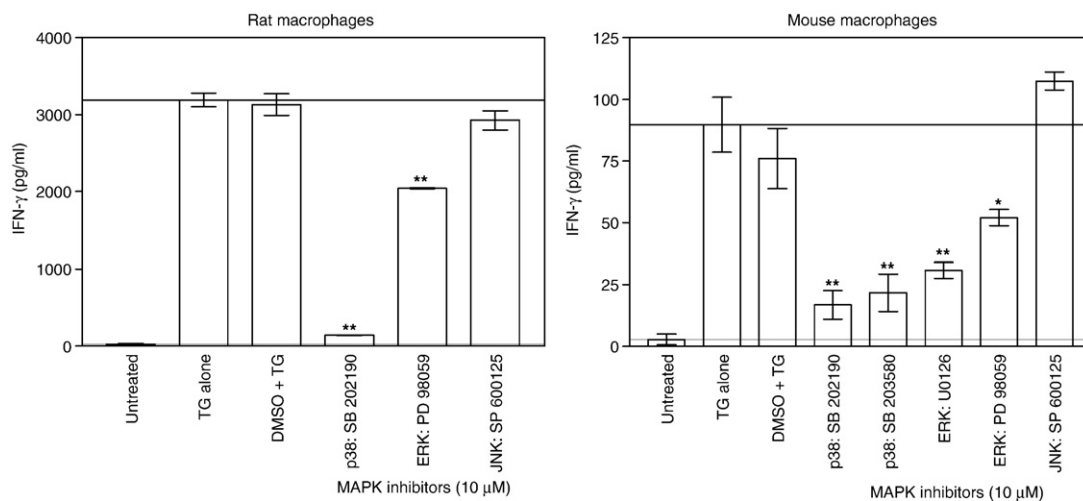 Rat macrophages
4000
3000
2000
1000
0
IFN-γ (pg/ml)
**
**
Untreated
TG alone
DMSO + TG
p38: SB 202190
ERK: PD 98059
JNK: SP 600125
MAPK inhibitors (10 μM)
Mouse macrophages
125
100
75
50
25
0
IFN-γ (pg/ml)
**
**
**
*
Untreated
TG alone
DMSO + TG
p38: SB 202190
p38: SB 203580
ERK: U0126
ERK: PD 98059
JNK: SP 600125
MAPK inhibitors (10 μM)